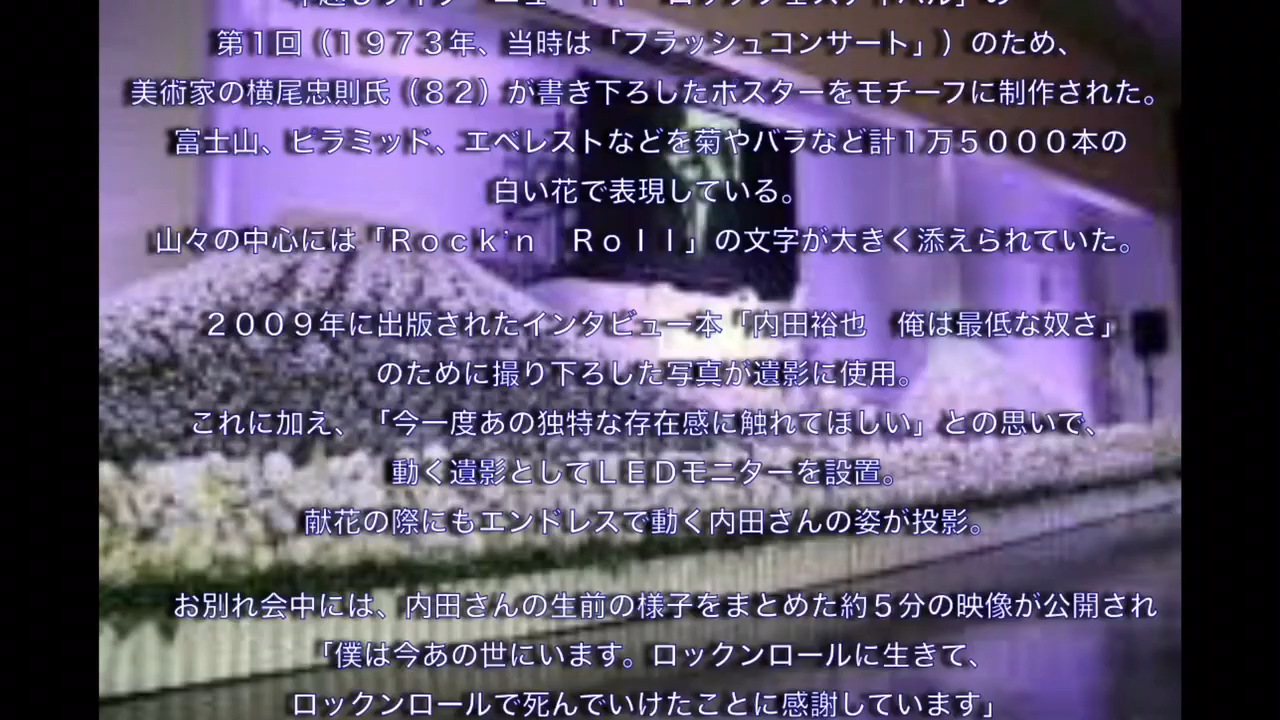 第１回（１９７３年、当時は「フラッシュコンサート」）のため、
美術家の横尾忠則氏（８２）が書き下ろしたポスターをモチーフに制作された。
富士山、ピラミッド、エベレストなどを菊やバラなど計１万５０００本の
白い花で表現している。
山々の中心には「Ｒｏｃｋ'ｎ　Ｒｏｌｌ」の文字が大きく添えられていた。
２００９年に出版されたインタビュー本「内田裕也　俺は最低な奴さ」
のために撮り下ろした写真が遺影に使用。
これに加え、「今一度あの独特な存在感に触れてほしい」との思いで、
動く遺影としてＬＥＤモニターを設置。
献花の際にもエンドレスで動く内田さんの姿が投影。
お別れ会中には、内田さんの生前の様子をまとめた約５分の映像が公開され
「僕は今あの世にいます。ロックンロールに生きて、
ロックンロールで死んでいけたことに感謝しています」